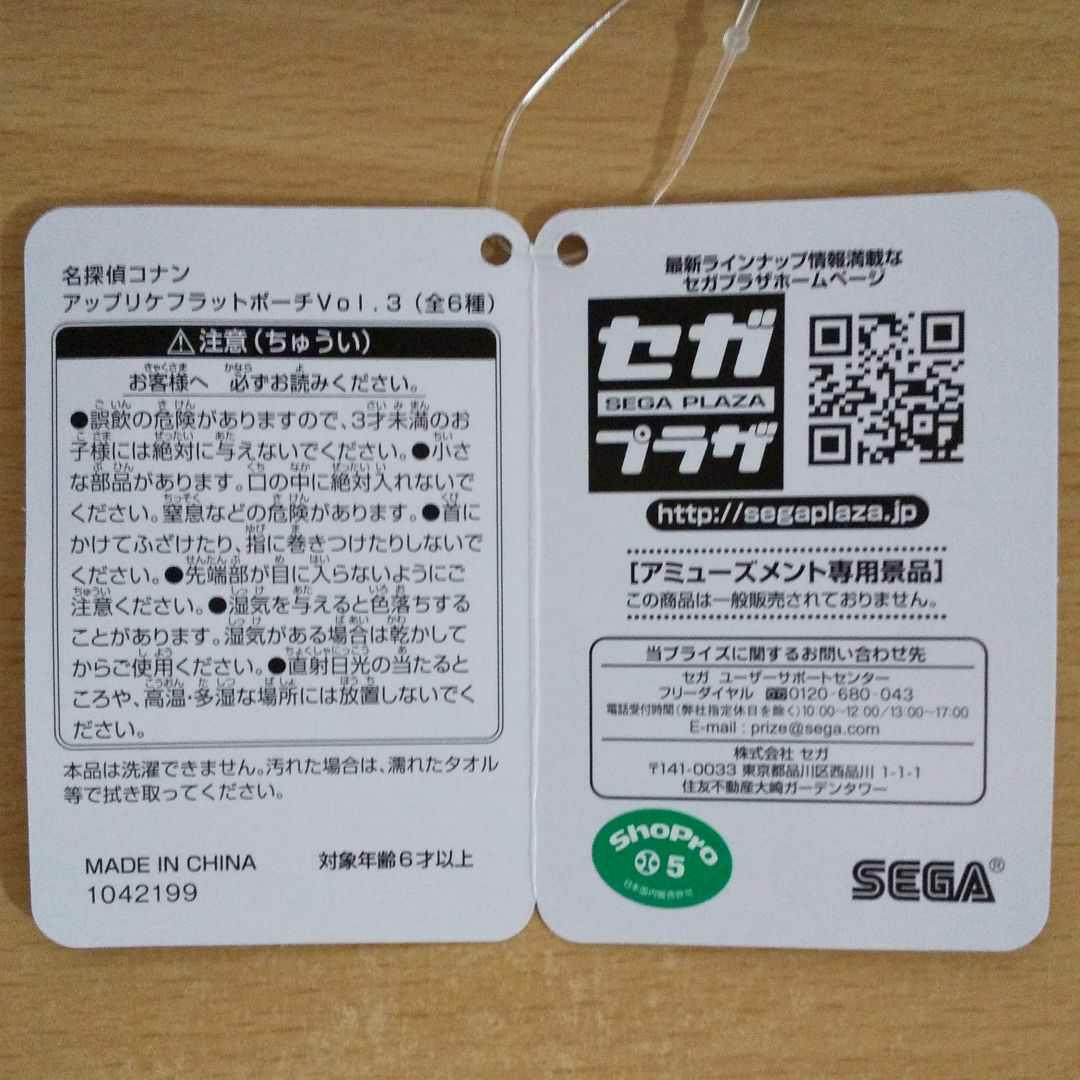 名探偵コナン
アップリケフラットポーチVol.3（全6種）
⚠注意（ちゅうい）
お客様へ 必ずお読みください。
●誤飲の危険がありますので、3才未満のお
子様には絶対に与えないでください。●小さ
な部品があります。口の中に絶対入れないで
ください。窒息などの危険があります。●首に
かけてふざけたり、指に巻きつけたりしないで
ください。●先端部が目に入らないようにご
注意ください。●湿気を与えると色落ちする
ことがあります。湿気がある場合は乾かして
からご使用ください。●直射日光の当たると
ころや、高温・多湿な場所には放置しないでく
ださい。
本品は洗濯できません。汚れた場合は、濡れたタオル
等で拭き取ってください。
MADE IN CHINA 対象年齢6才以上
1042199
最新ラインナップ情報満載な
セガプラザホームページ
セガ
SEGA PLAZA
プラザ
http://segaplaza.jp
[アミューズメント専用景品]
この商品は一般販売されておりません。
当プライズに関するお問い合わせ先
セガ ユーザーサポートセンター
フリーダイヤル 0120-680-043
電話受付時間(弊社指定休日を除く)10:00~12:00/13:00~17:00
E-mail : prize@sega.com
株式会社 セガ
〒141-0033 東京都品川区西品川 1-1-1
住友不動産大崎ガーデンタワー
ShoPro
5
SEGA®